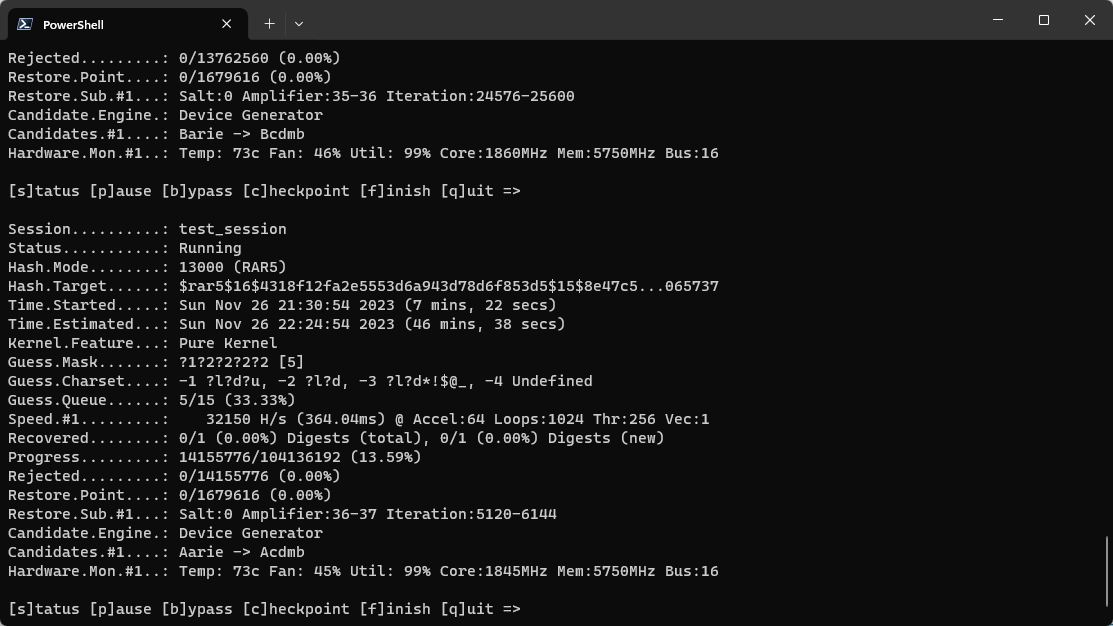 PowerShell
Rejected.........: 0/13762560 (0.00%)
Restore.Point....: 0/1679616 (0.00%)
Restore.Sub.#1...: Salt:0 Amplifier:35-36 Iteration:24576-25600
Candidate.Engine.: Device Generator
Candidates.#1....: Barie -> Bcdmb
Hardware.Mon.#1..: Temp: 73c Fan: 46% Util: 99% Core:1860MHz Mem:5750MHz Bus:16
[s]tatus [p]ause [b]ypass [c]heckpoint [f]inish [q]uit =>
Session..........: test_session
Status...........: Running
Hash.Mode........: 13000 (RAR5)
Hash.Target......: $rar5$16$4318f12fa2e5553d6a943d78d6f853d5$15$8e47c5...065737
Time.Started.....: Sun Nov 26 21:30:54 2023 (7 mins, 22 secs)
Time.Estimated...: Sun Nov 26 22:24:54 2023 (46 mins, 38 secs)
Kernel.Feature...: Pure Kernel
Guess.Mask.......: ?1?2?2?2?2 [5]
Guess.Charset....: -1 ?l?d?u, -2 ?l?d, -3 ?l?d*!$@_, -4 Undefined
Guess.Queue......: 5/15 (33.33%)
Speed.#1.........:    32150 H/s (364.04ms) @ Accel:64 Loops:1024 Thr:256 Vec:1
Recovered........: 0/1 (0.00%) Digests (total), 0/1 (0.00%) Digests (new)
Progress.........: 14155776/104136192 (13.59%)
Rejected.........: 0/14155776 (0.00%)
Restore.Point....: 0/1679616 (0.00%)
Restore.Sub.#1...: Salt:0 Amplifier:36-37 Iteration:5120-6144
Candidate.Engine.: Device Generator
Candidates.#1....: Aarie -> Acdmb
Hardware.Mon.#1..: Temp: 73c Fan: 45% Util: 99% Core:1845MHz Mem:5750MHz Bus:16
[s]tatus [p]ause [b]ypass [c]heckpoint [f]inish [q]uit =>